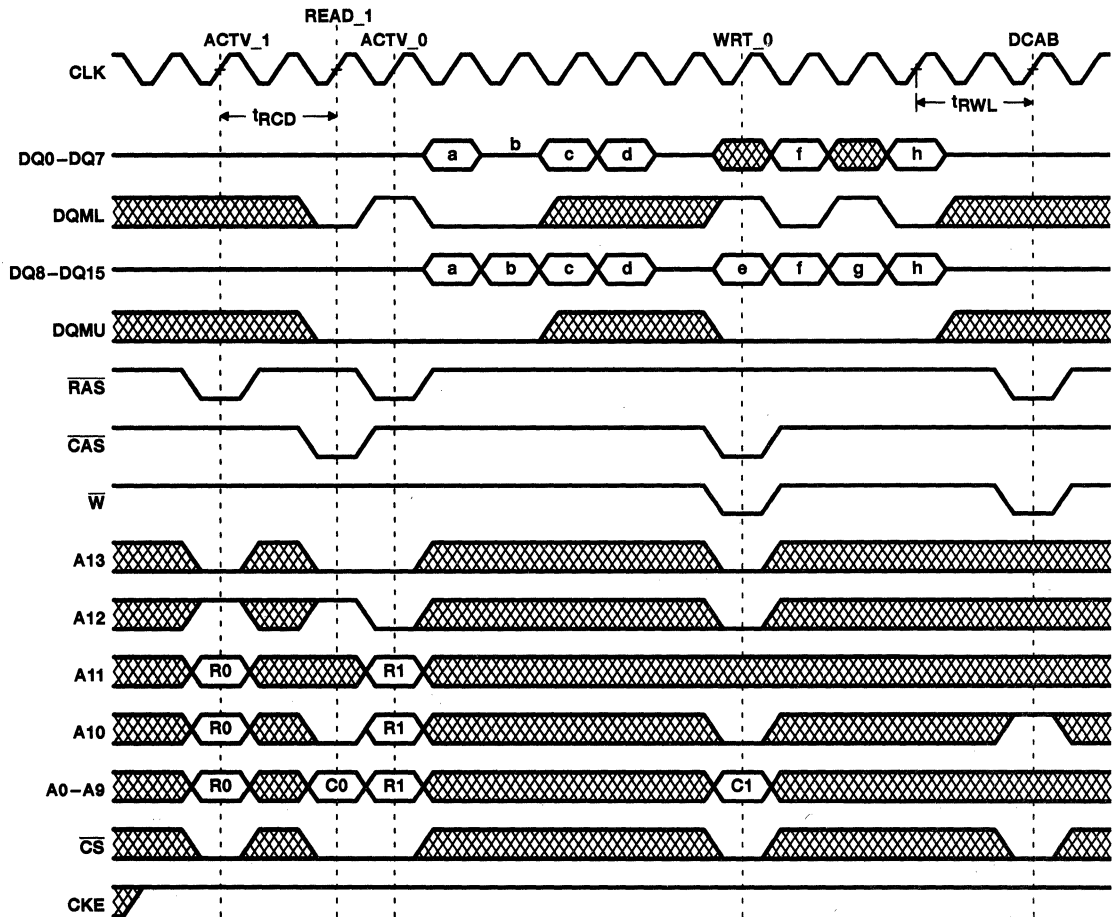 READ_1
ACTV_1 ACTV_0 WRT_0 DCAB
CLK
tRCD tRWL
DQ0–DQ7 a b c d f h
DQML
DQ8–DQ15 a b c d e f g h
DQMU
RAS
CAS
W
A13
A12
A11 R0 R1
A10 R0 R1
A0–A9 R0 C0 R1 C1
CS
CKE